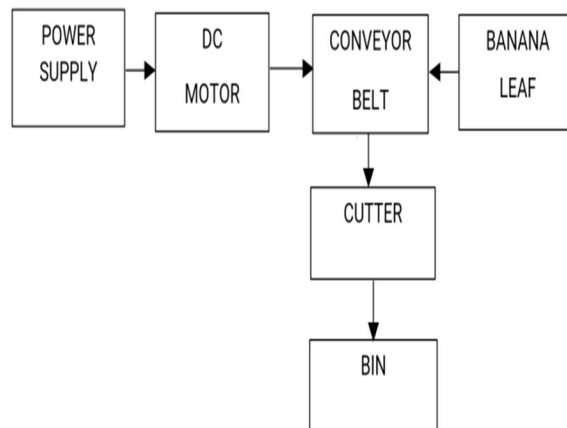 POWER
SUPPLY
DC
MOTOR
CONVEYOR
BELT
BANANA
LEAF
CUTTER
BIN